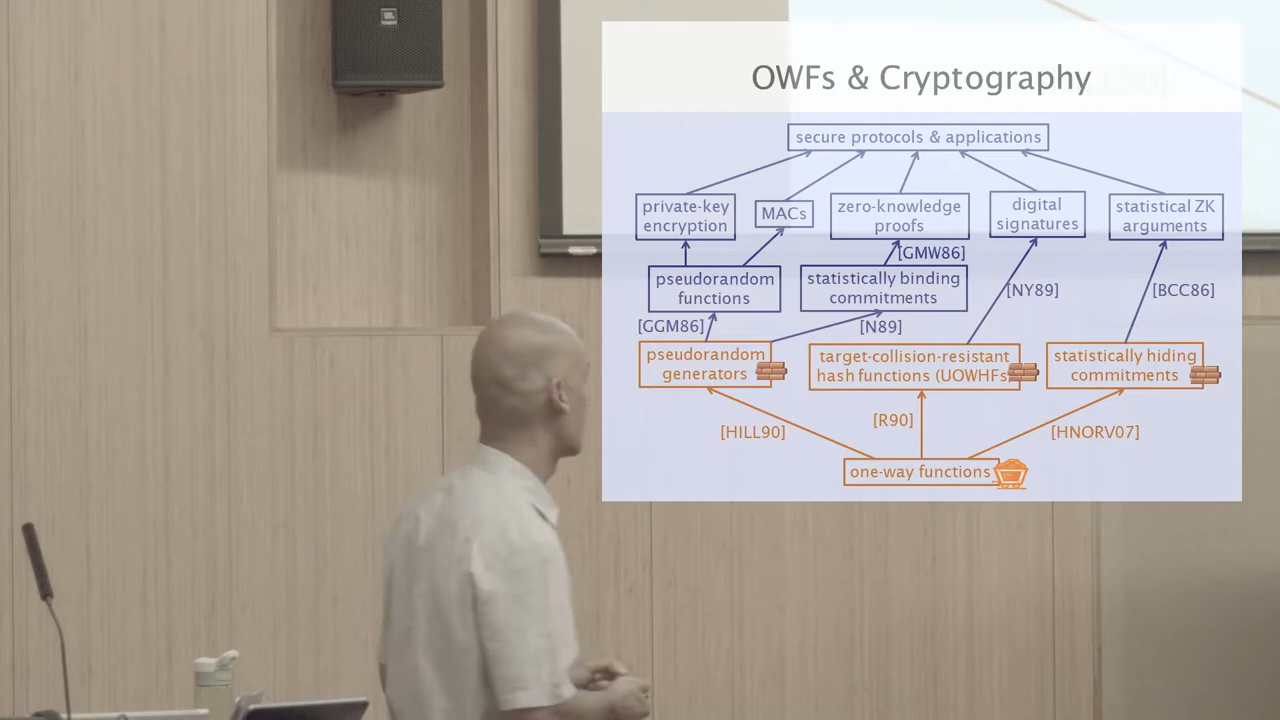 JBL
OWFs & Cryptography
secure protocols & applications
private-key
encryption
MACs
zero-knowledge
proofs
digital
signatures
statistical ZK
arguments
[GMW86]
pseudorandom
functions
statistically binding
commitments
[NY89]
[BCC86]
[GGM86]
[N89]
pseudorandom
generators
target-collision-resistant
hash functions (UOWHFs
statistically hiding
commitments
[HILL90]
[R90]
[HNORV07]
one-way functions